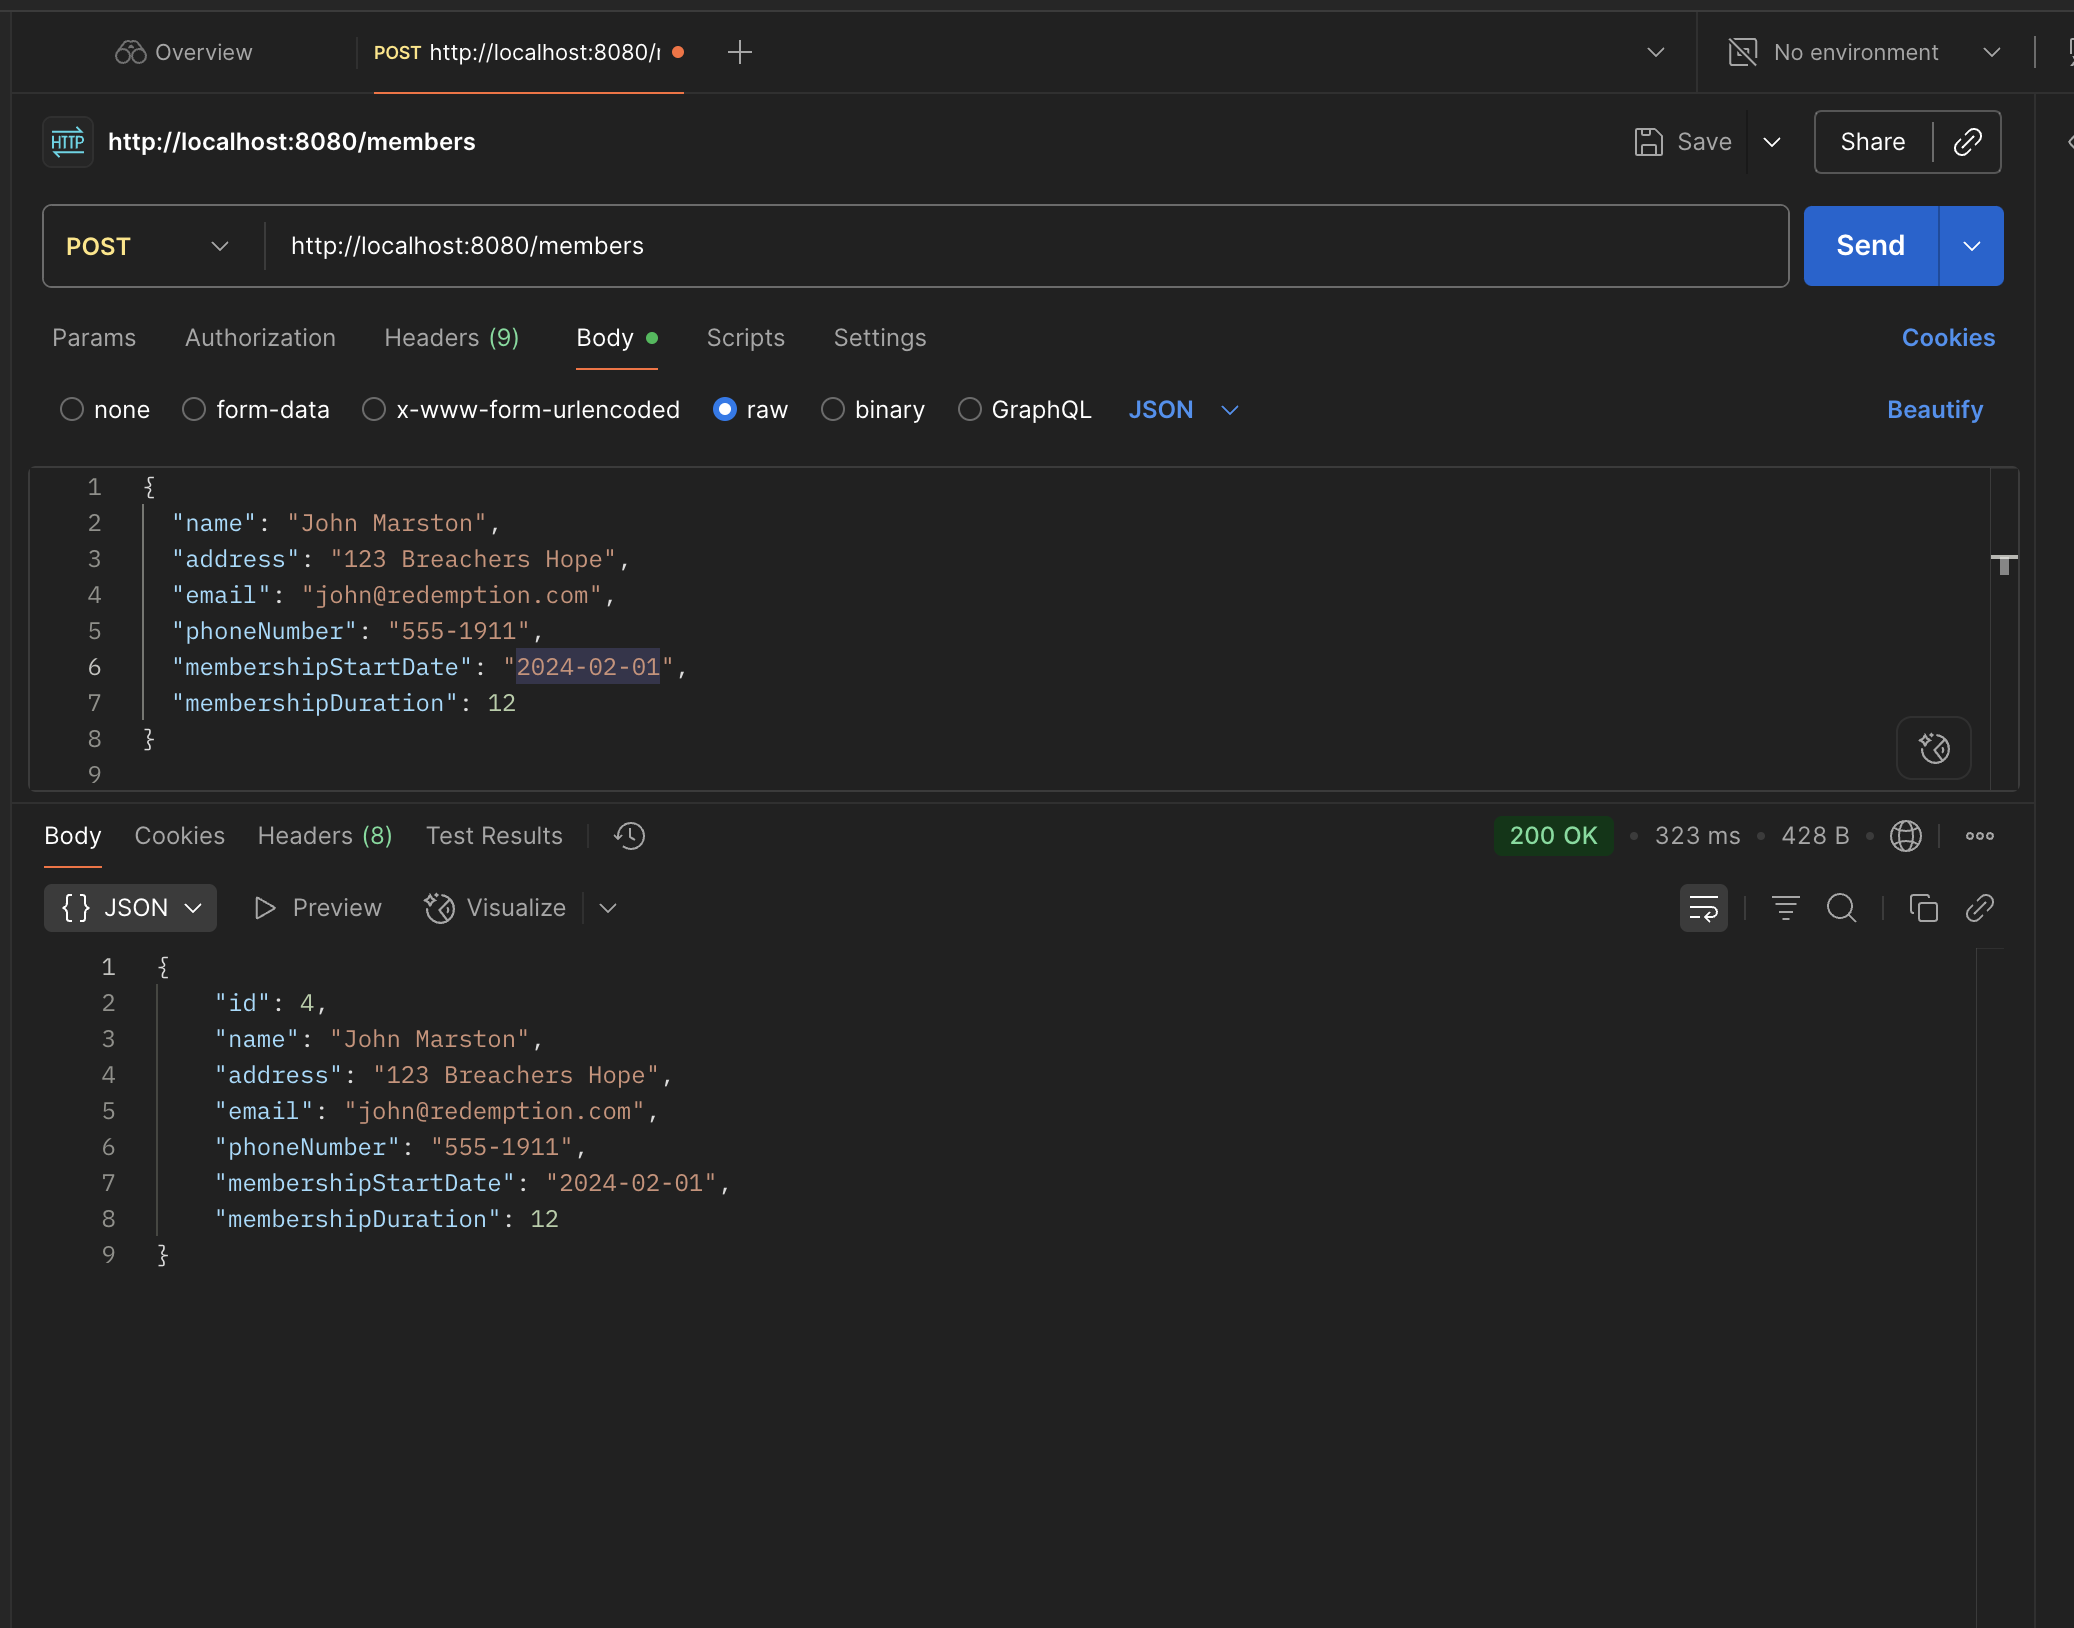 Overview
POST http://localhost:8080/r
No environment
HTTP http://localhost:8080/members
Save
Share
POST http://localhost:8080/members
Send
Params Authorization Headers (9) Body Scripts Settings Cookies
none form-data x-www-form-urlencoded raw binary GraphQL JSON Beautify
1 {
2 "name": "John Marston",
3 "address": "123 Breachers Hope",
4 "email": "john@redemption.com",
5 "phoneNumber": "555-1911",
6 "membershipStartDate": "2024-02-01",
7 "membershipDuration": 12
8 }
9
Body Cookies Headers (8) Test Results 200 OK • 323 ms • 428 B •
{} JSON Preview Visualize
1 {
2 "id": 4,
3 "name": "John Marston",
4 "address": "123 Breachers Hope",
5 "email": "john@redemption.com",
6 "phoneNumber": "555-1911",
7 "membershipStartDate": "2024-02-01",
8 "membershipDuration": 12
9 }